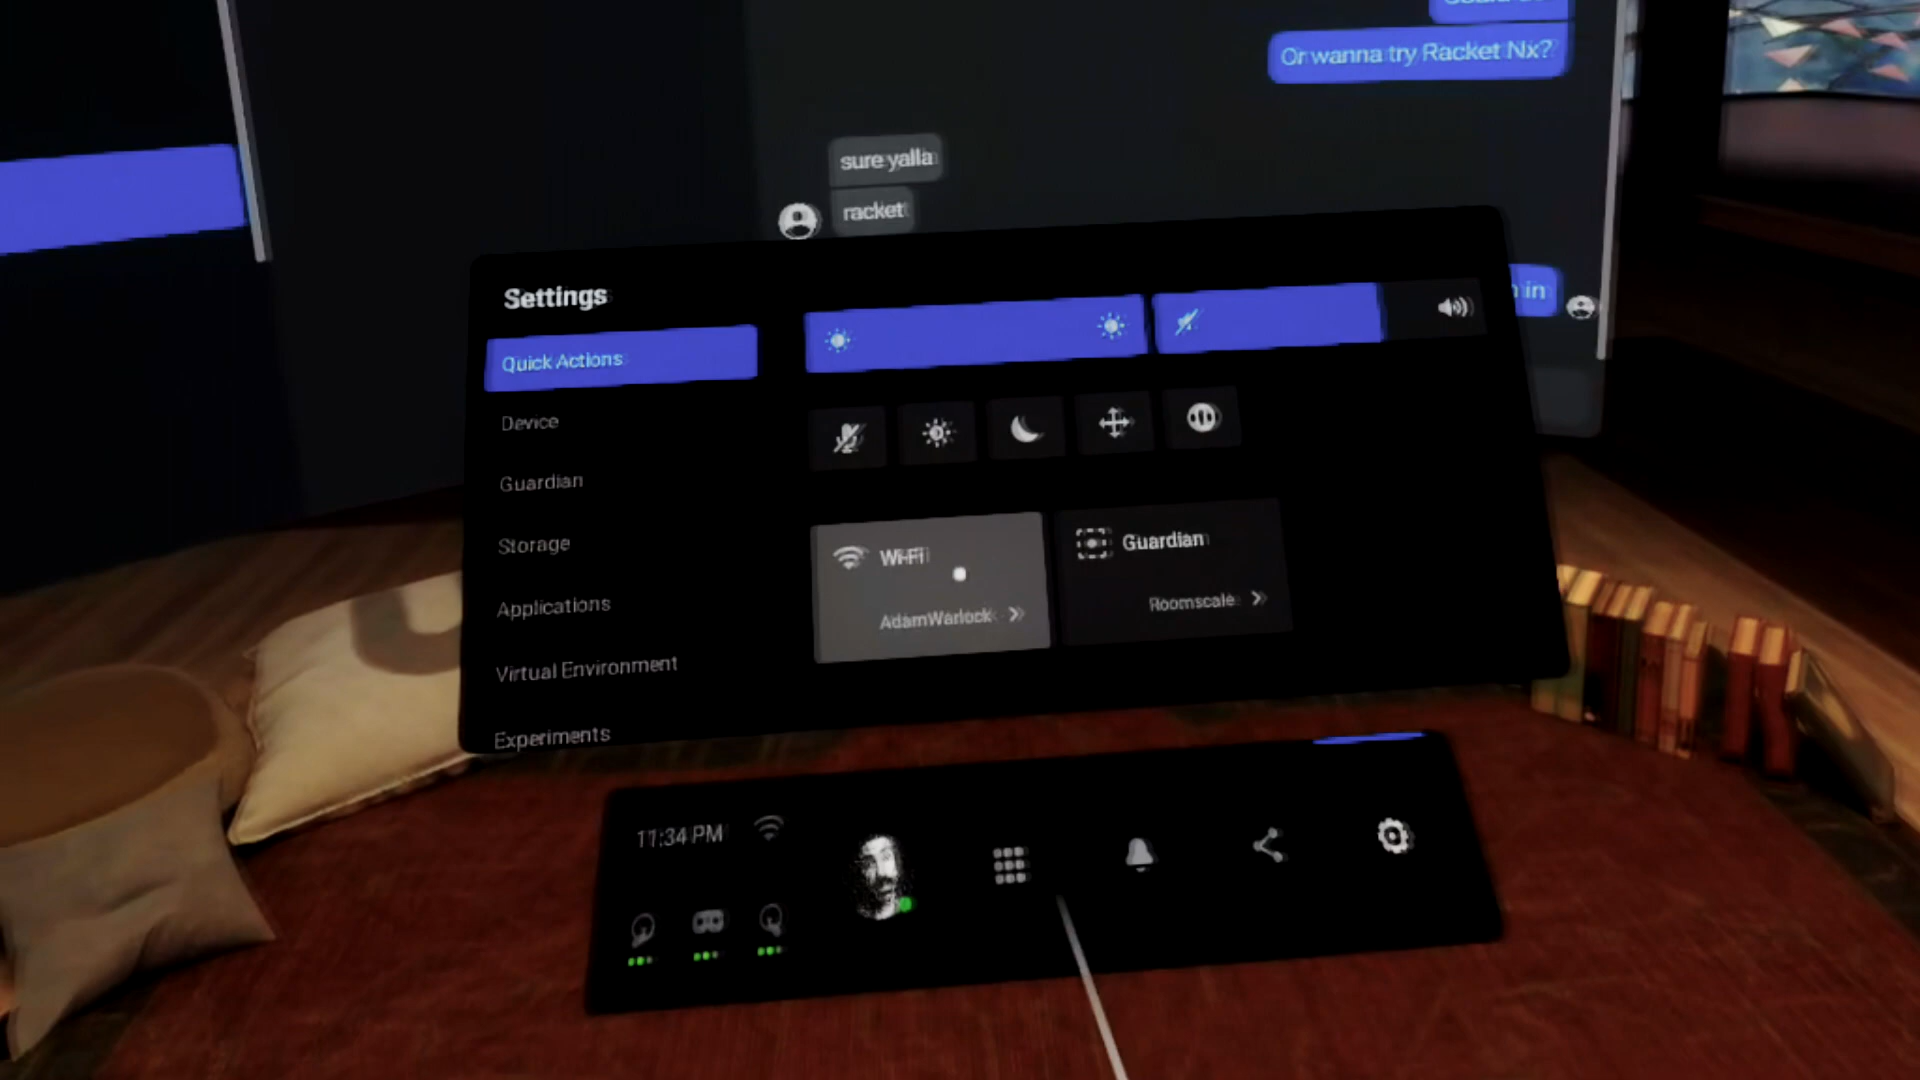 Or wanna try Racket Nx?
sure yalla
racket
in
Settings
Quick Actions
Device
Guardian
Storage
Applications
Virtual Environment
Experiments
Wi-Fi
AdamWarlock
Guardian
Roomscale
11:34 PM